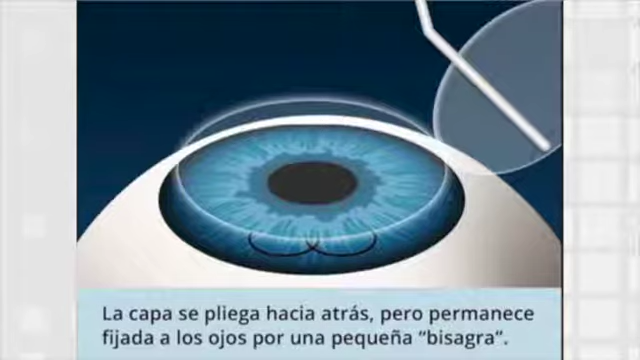 La capa se pliega hacia atrás, pero permanece
fijada a los ojos por una pequeña “bisagra“.